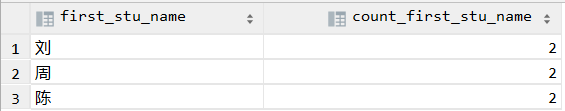 first_stu_name count_first_stu_name
1 刘 2
2 周 2
3 陈 2